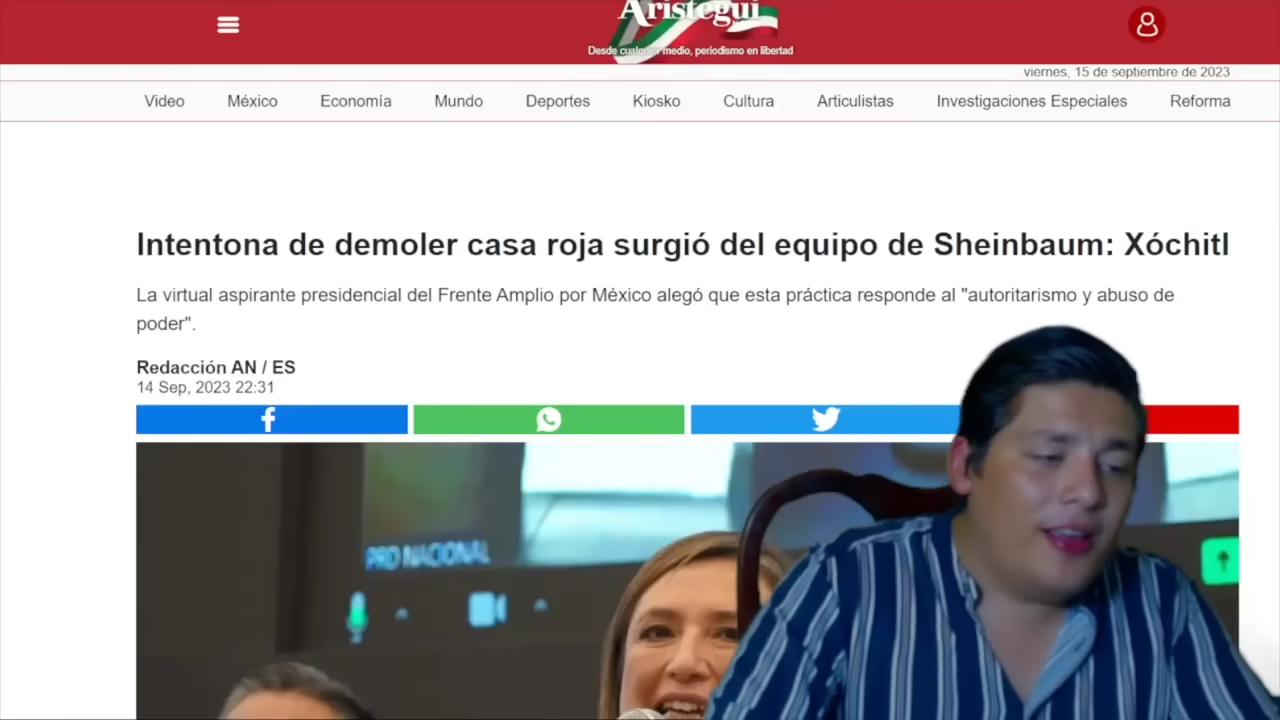 Aristegui
Desde cualquier medio, periodismo en libertad
viernes, 15 de septiembre de 2023
Video México Economía Mundo Deportes Kiosko Cultura Articulistas Investigaciones Especiales Reforma
Intentona de demoler casa roja surgió del equipo de Sheinbaum: Xóchitl
La virtual aspirante presidencial del Frente Amplio por México alegó que esta práctica responde al "autoritarismo y abuso de
poder".
Redacción AN / ES
14 Sep, 2023 22:31
PRD NACIONAL